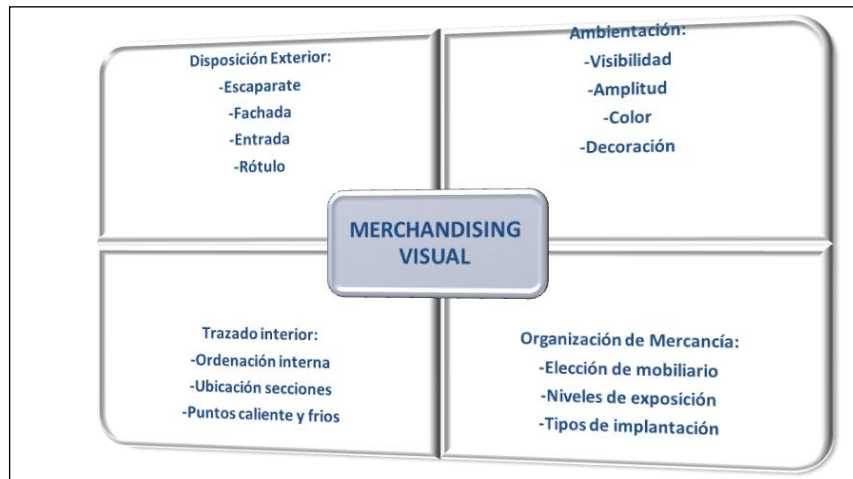 Disposición Exterior:
-Escaparate
-Fachada
-Entrada
-Rótulo
Ambientación:
-Visibilidad
-Amplitud
-Color
-Decoración
MERCHANDISING
VISUAL
Trazado interior:
-Ordenación interna
-Ubicación secciones
-Puntos caliente y frios
Organización de Mercancía:
-Elección de mobiliario
-Niveles de exposición
-Tipos de implantación